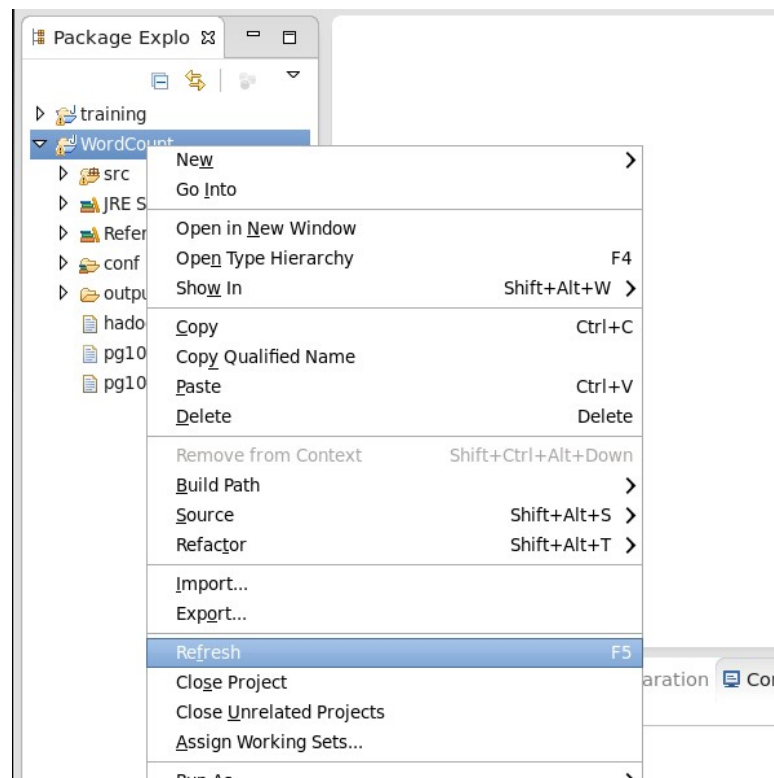 Package Explo
training
WordCount
src
JRE S
Refer
conf
outpu
hado
pg10
pg10
New
Go Into
Open in New Window
Open Type Hierarchy F4
Show In Shift+Alt+W
Copy Ctrl+C
Copy Qualified Name
Paste Ctrl+V
Delete Delete
Remove from Context Shift+Ctrl+Alt+Down
Build Path
Source Shift+Alt+S
Refactor Shift+Alt+T
Import...
Export...
Refresh F5
Close Project
Close Unrelated Projects
Assign Working Sets...
Run As
aration Con